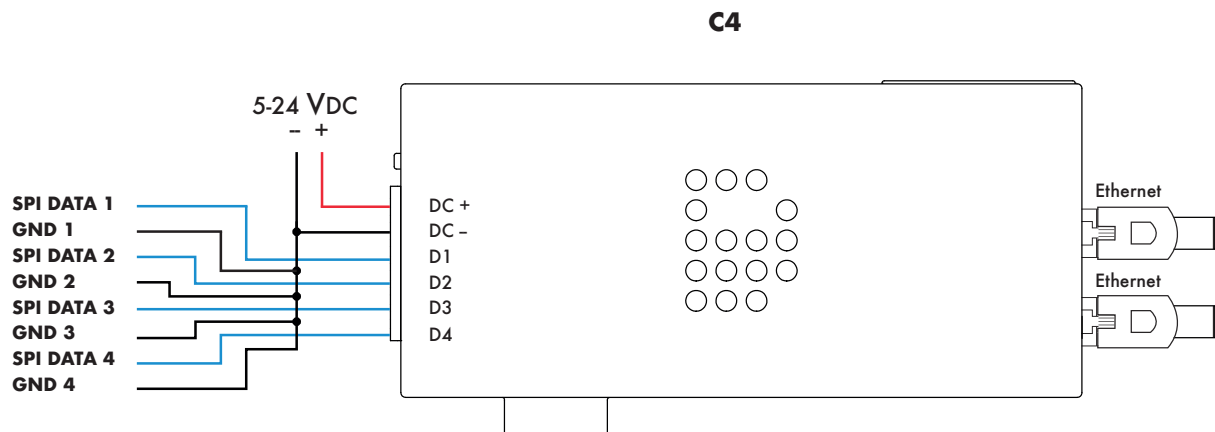 C4
5-24 VDC
– +
SPI DATA 1
GND 1
SPI DATA 2
GND 2
SPI DATA 3
GND 3
SPI DATA 4
GND 4
DC +
DC –
D1
D2
D3
D4
Ethernet
Ethernet